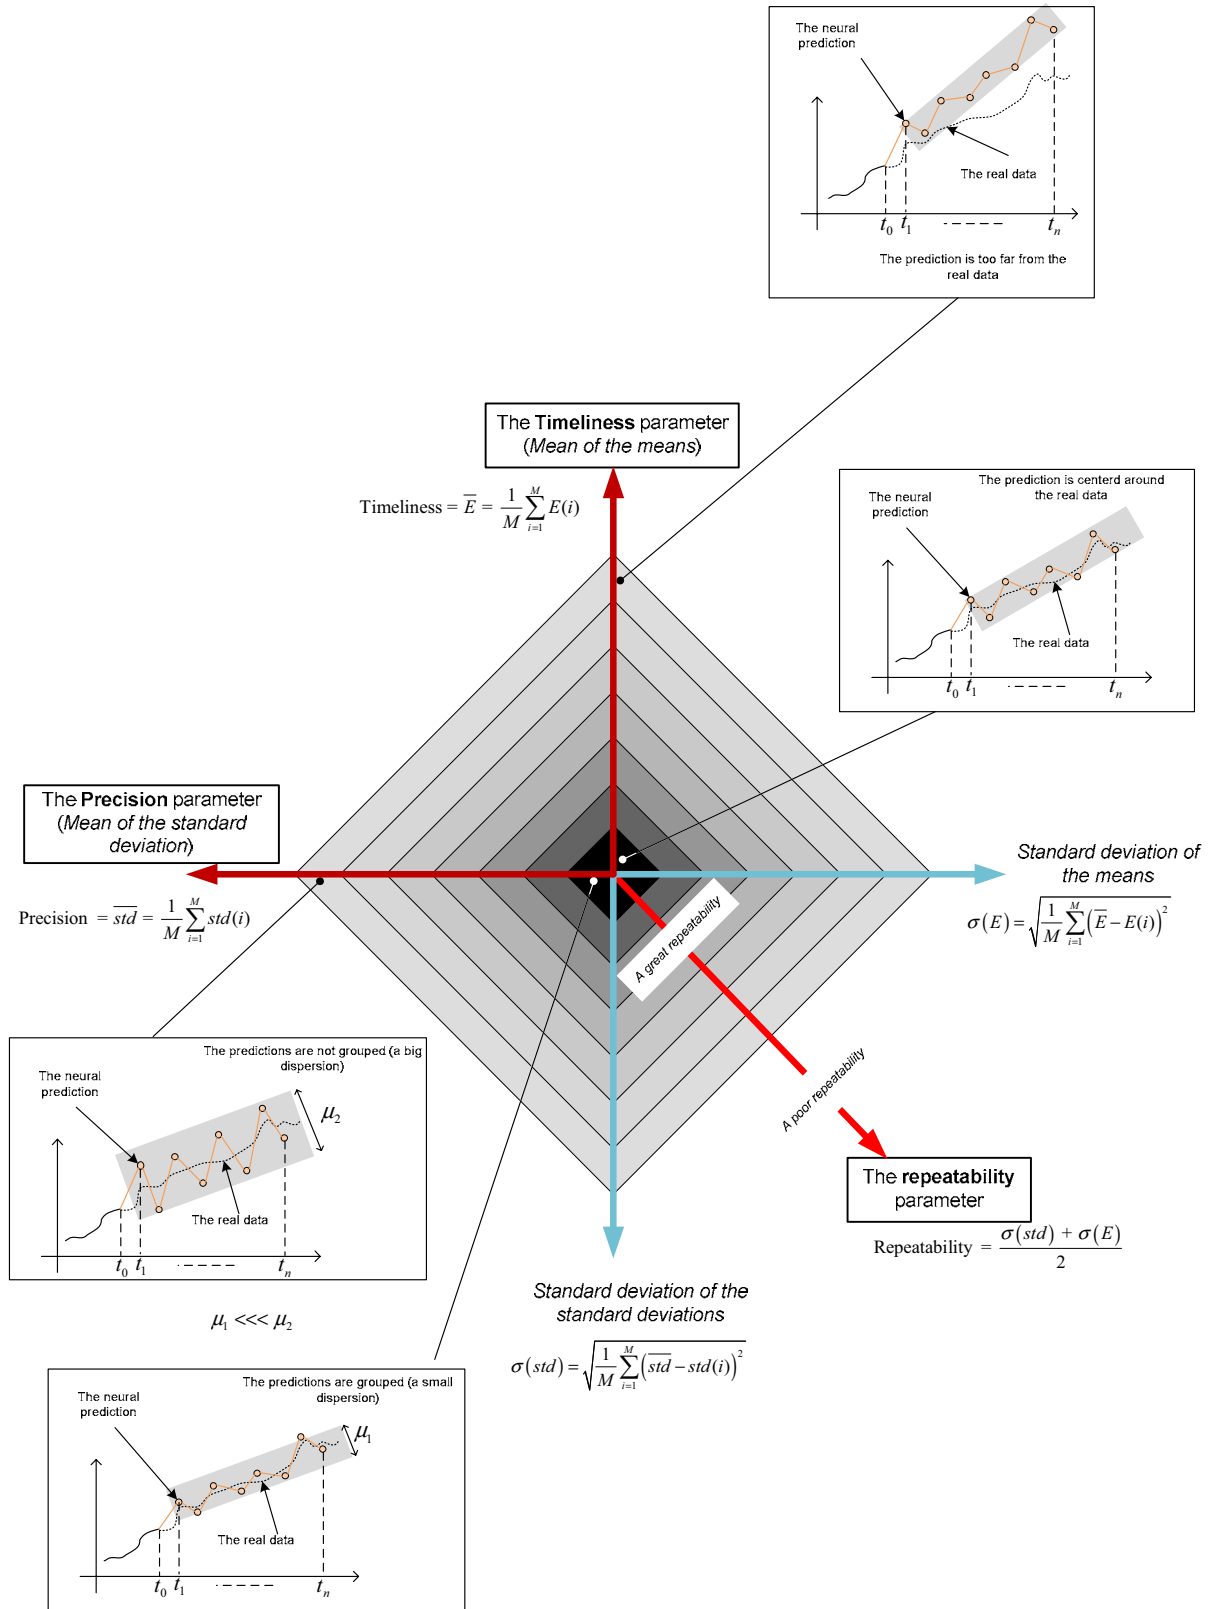 The neural
prediction
The real data
t0 t1 - - - - - tn
The prediction is too far from the
real data
The Timeliness parameter
(Mean of the means)
Timeliness = E̅ = 1/M ∑_{i=1}^{M} E(i)
The prediction is centerd around
the real data
The neural
prediction
The real data
t0 t1 - - - - - tn
The Precision parameter
(Mean of the standard
deviation)
Precision = \overline{std} = 1/M ∑_{i=1}^{M} std(i)
Standard deviation of
the means
σ(E) = √(1/M ∑_{i=1}^{M} (E̅ − E(i))²)
A great repeatability
A poor repeatability
The predictions are not grouped (a big
dispersion)
The neural
prediction
μ2
The real data
t0 t1 - - - - - tn
μ1 <<< μ2
The repeatability
parameter
Repeatability = (σ(std) + σ(E)) / 2
Standard deviation of the
standard deviations
σ(std) = √(1/M ∑_{i=1}^{M} (\overline{std} − std(i))²)
The predictions are grouped (a small
dispersion)
The neural
prediction
μ1
The real data
t0 t1 - - - - - tn